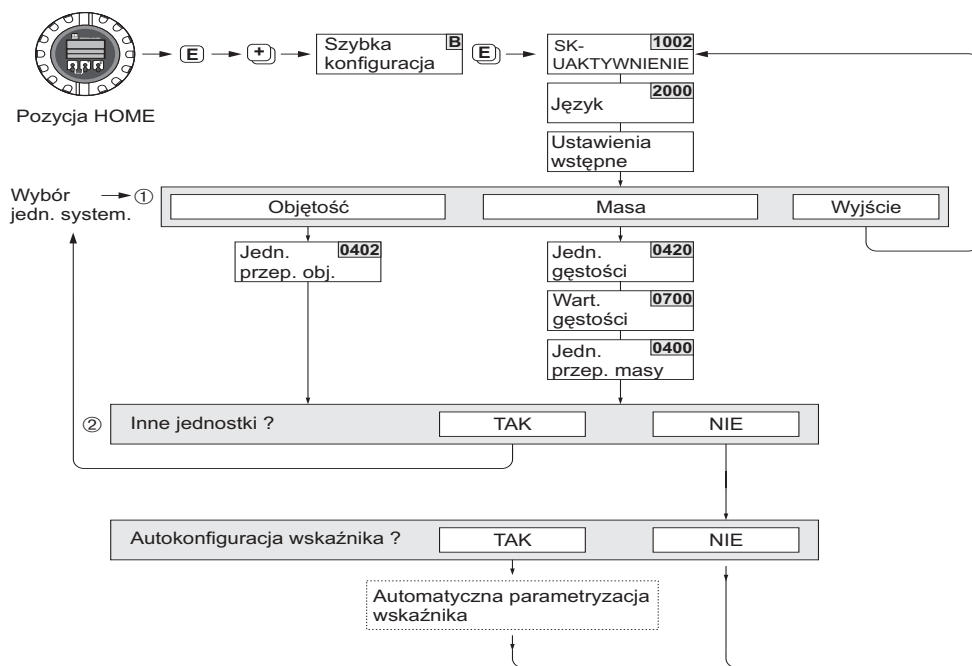 Pozycja HOME
E
+
Szybka konfiguracja B
E
SK-UAKTYWNIENIE 1002
Język 2000
Ustawienia wstępne
Wybór jedn. system.
①
Objętość
Masa
Wyjście
Jedn. przep. obj. 0402
Jedn. gęstości 0420
Wart. gęstości 0700
Jedn. przep. masy 0400
②
Inne jednostki ?
TAK
NIE
Autokonfiguracja wskaźnika ?
TAK
NIE
Automatyczna parametryzacja
wskaźnika